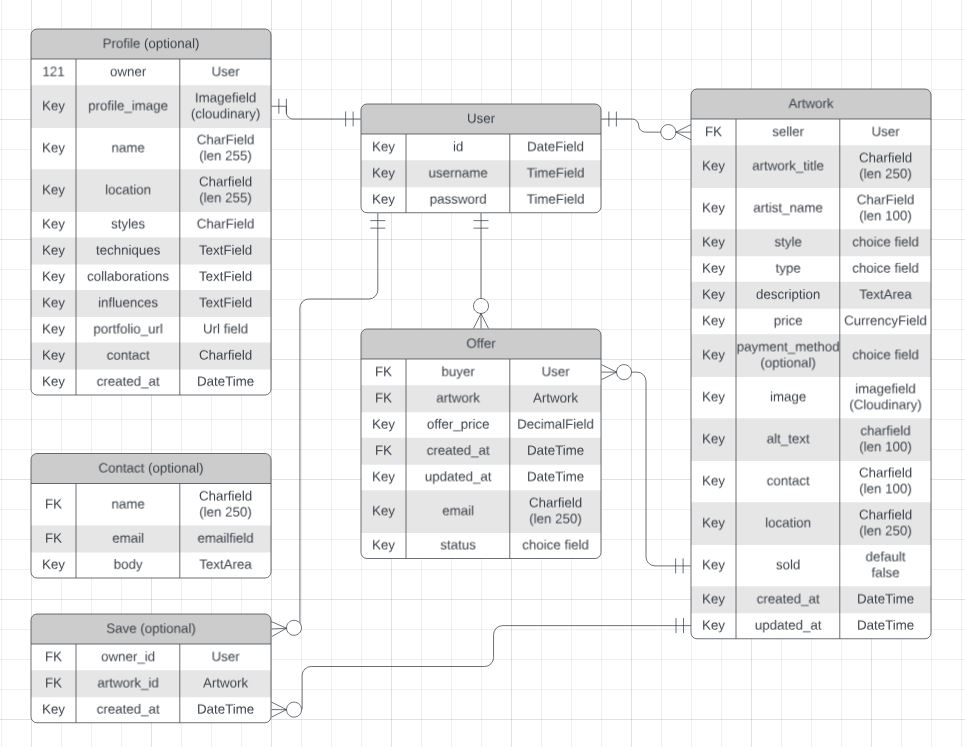 Profile (optional)
121 owner User
Key profile_image Imagefield
(cloudinary)
Key name CharField
(len 255)
Key location Charfield
(len 255)
Key styles CharField
Key techniques TextField
Key collaborations TextField
Key influences TextField
Key portfolio_url Url field
Key contact Charfield
Key created_at DateTime
User
Key id DateField
Key username TimeField
Key password TimeField
Artwork
FK seller User
Key artwork_title Charfield
(len 250)
Key artist_name CharField
(len 100)
Key style choice field
Key type choice field
Key description TextArea
Key price CurrencyField
Key payment_method
(optional) choice field
Key image imagefield
(Cloudinary)
Key alt_text charfield
(len 100)
Key contact Charfield
(len 100)
Key location Charfield
(len 250)
Key sold default
false
Key created_at DateTime
Key updated_at DateTime
Offer
FK buyer User
FK artwork Artwork
Key offer_price DecimalField
FK created_at DateTime
Key updated_at DateTime
Key email Charfield
(len 250)
Key status choice field
Contact (optional)
FK name Charfield
(len 250)
FK email emailfield
Key body TextArea
Save (optional)
FK owner_id User
FK artwork_id Artwork
Key created_at DateTime